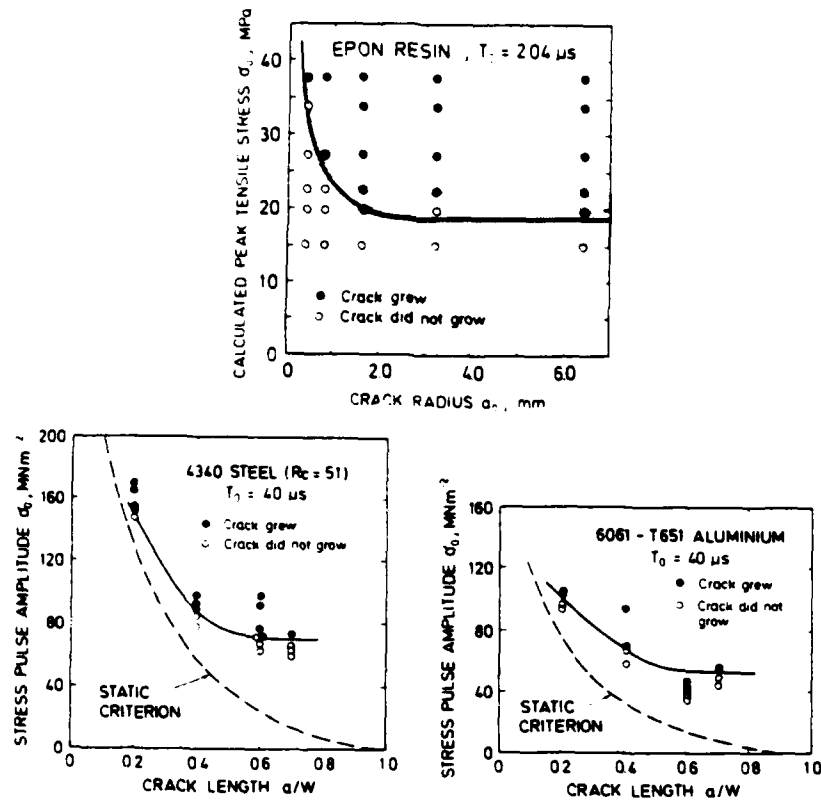 CALCULATED PEAK TENSILE STRESS σ₀, MPa
EPON RESIN, T₀ = 2.04 μs
40
30
20
10
0
● Crack grew
○ Crack did not grow
0 2.0 4.0 6.0
CRACK RADIUS a₀, mm
STRESS PULSE AMPLITUDE σ₀, MNm⁻²
200
160
120
80
40
0
4340 STEEL (Rc = 51)
T₀ = 40 μs
● Crack grew
○ Crack did not grow
STATIC
CRITERION
0 0.2 0.4 0.6 0.8 1.0
CRACK LENGTH a/W
STRESS PULSE AMPLITUDE σ₀, MNm⁻²
160
120
80
40
0
6061 - T651 ALUMINIUM
T₀ = 40 μs
● Crack grew
○ Crack did not
grow
STATIC
CRITERION
0 0.2 0.4 0.6 0.8 1.0
CRACK LENGTH a/W